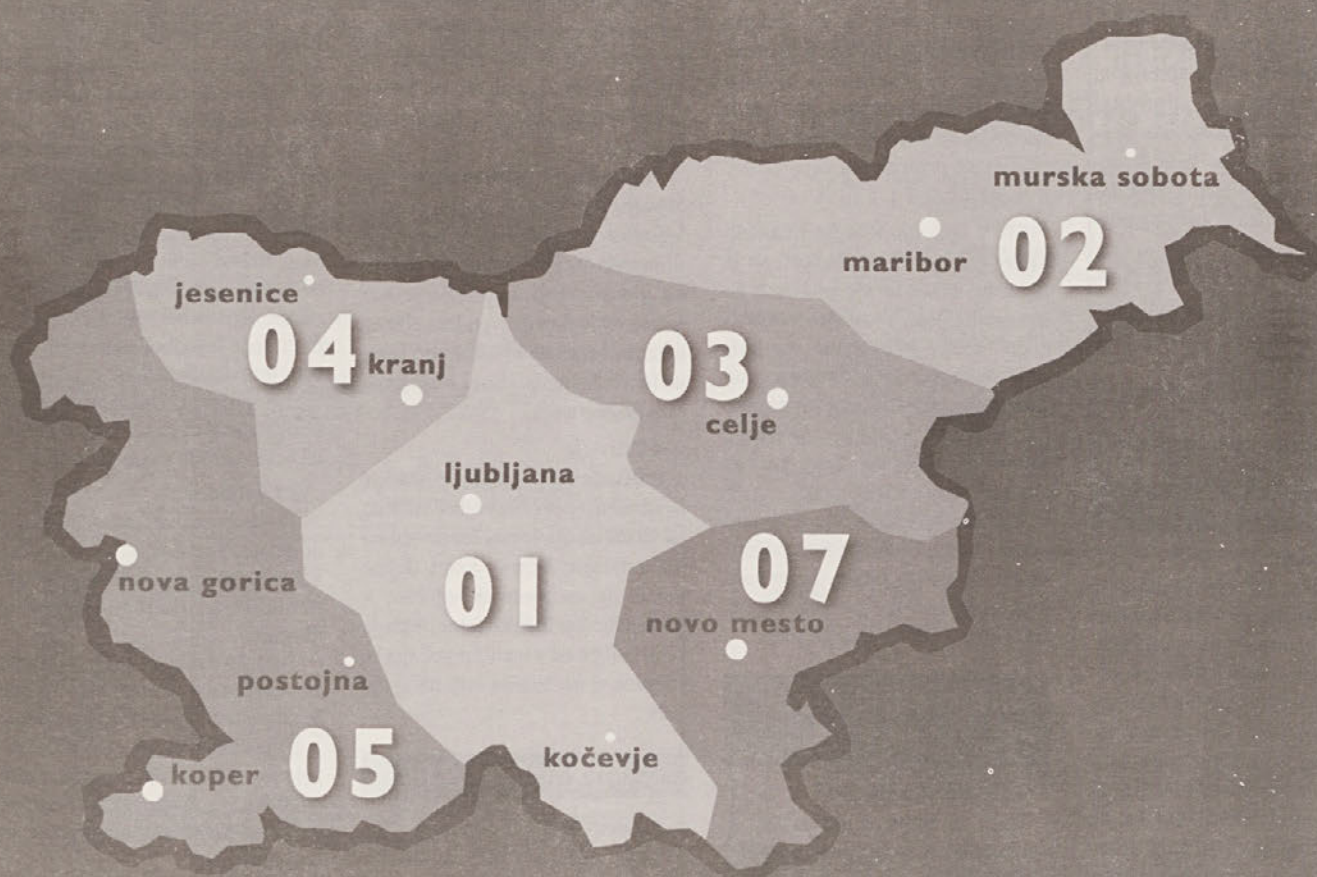 murska sobota
maribor
02
jesenice
04
kranj
03
celje
ljubljana
01
07
nova gorica
novo mesto
postojna
05
koper
kočevje